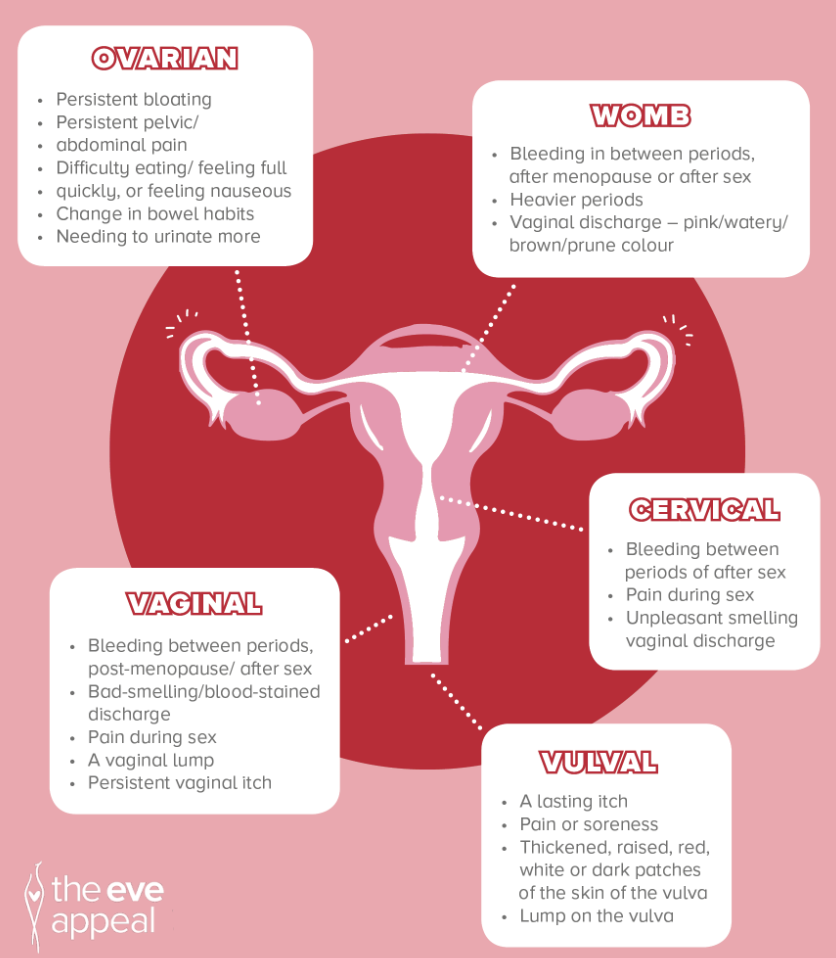 OVARIAN
• Persistent bloating
• Persistent pelvic/
• abdominal pain
• Difficulty eating/ feeling full
• quickly, or feeling nauseous
• Change in bowel habits
• Needing to urinate more
WOMB
• Bleeding in between periods,
after menopause or after sex
• Heavier periods
• Vaginal discharge – pink/watery/
brown/prune colour
CERVICAL
• Bleeding between
periods of after sex
• Pain during sex
• Unpleasant smelling
vaginal discharge
VAGINAL
• Bleeding between periods,
post-menopause/ after sex
• Bad-smelling/blood-stained
discharge
• Pain during sex
• A vaginal lump
• Persistent vaginal itch
VULVAL
• A lasting itch
• Pain or soreness
• Thickened, raised, red,
white or dark patches
of the skin of the vulva
• Lump on the vulva
the eve
appeal